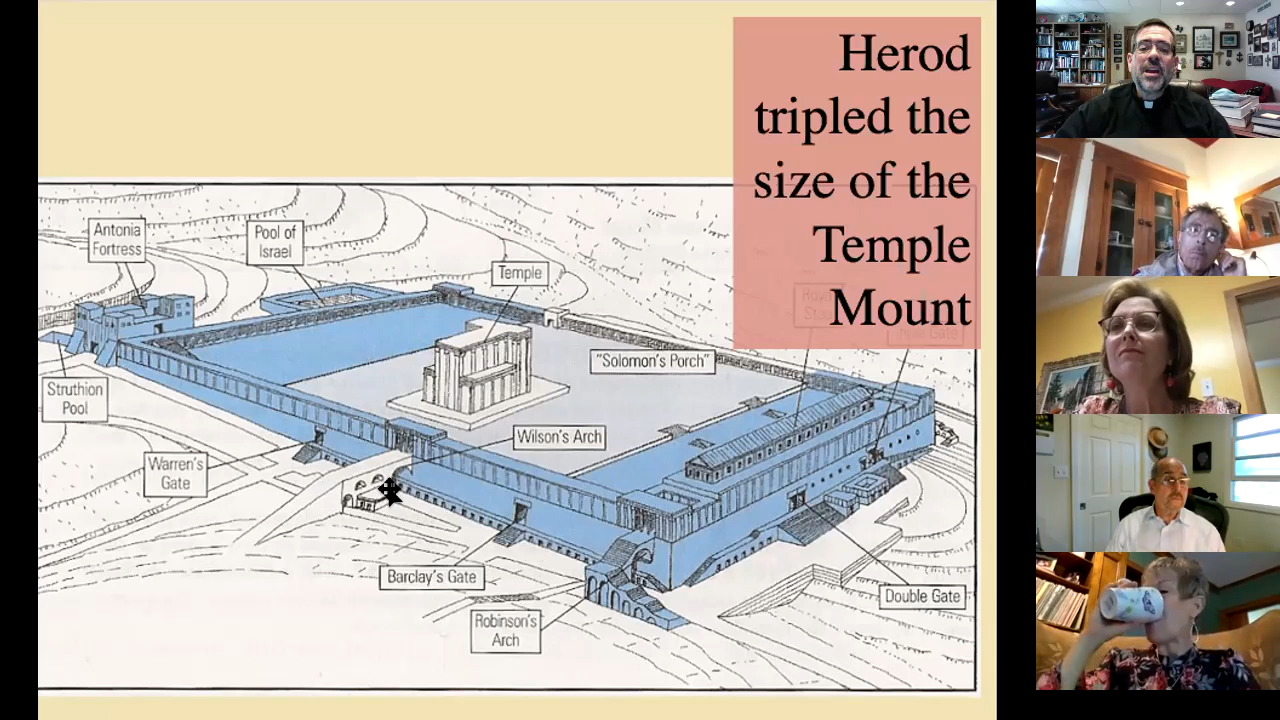 Herod
tripled the
size of the
Temple
Mount
Antonia
Fortress
Pool of
Israel
Temple
"Solomon's Porch"
Struthion
Pool
Wilson's Arch
Warren's
Gate
Barclay's Gate
Double Gate
Robinson's
Arch